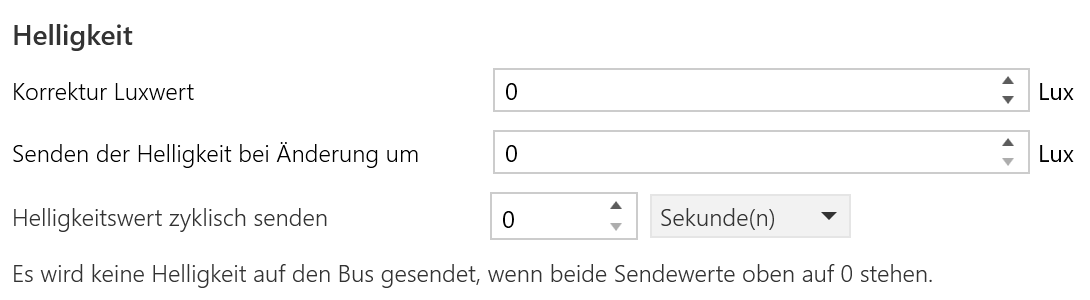 Helligkeit
Korrektur Luxwert 0 Lux
Senden der Helligkeit bei Änderung um 0 Lux
Helligkeitswert zyklisch senden 0 Sekunde(n)
Es wird keine Helligkeit auf den Bus gesendet, wenn beide Sendewerte oben auf 0 stehen.